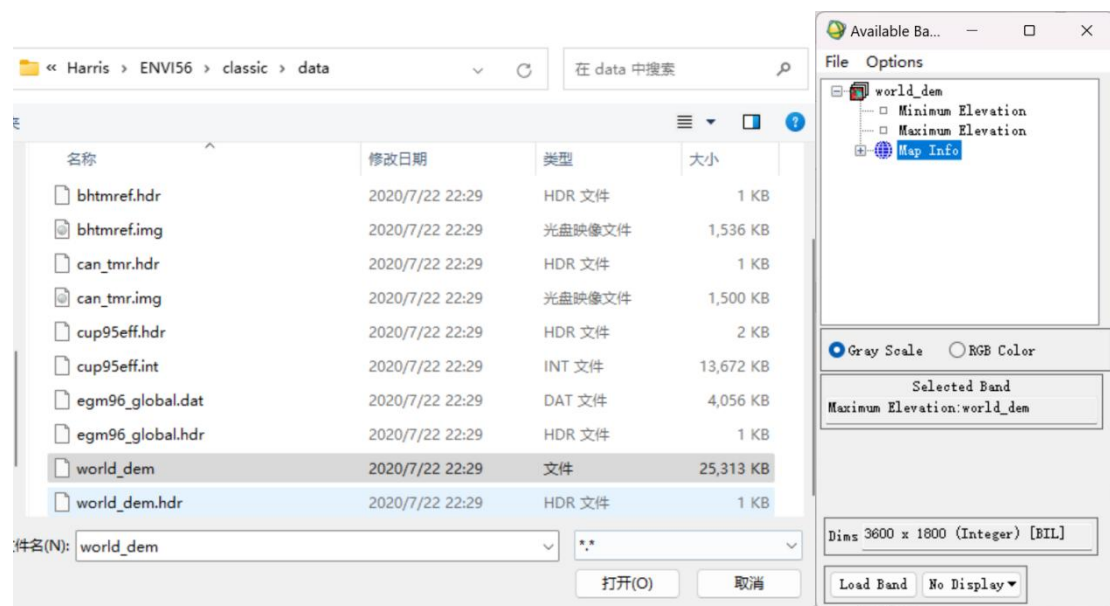 « Harris › ENVI56 › classic › data
在 data 中搜索
名称 修改日期 类型 大小
bhtmref.hdr 2020/7/22 22:29 HDR 文件 1 KB
bhtmref.img 2020/7/22 22:29 光盘映像文件 1,536 KB
can_tmr.hdr 2020/7/22 22:29 HDR 文件 1 KB
can_tmr.img 2020/7/22 22:29 光盘映像文件 1,500 KB
cup95eff.hdr 2020/7/22 22:29 HDR 文件 2 KB
cup95eff.int 2020/7/22 22:29 INT 文件 13,672 KB
egm96_global.dat 2020/7/22 22:29 DAT 文件 4,056 KB
egm96_global.hdr 2020/7/22 22:29 HDR 文件 1 KB
world_dem 2020/7/22 22:29 文件 25,313 KB
world_dem.hdr 2020/7/22 22:29 HDR 文件 1 KB
件名(N): world_dem *.*
打开(O) 取消
Available Ba...
File Options
world_dem
Minimum Elevation
Maximum Elevation
Map Info
Gray Scale RGB Color
Selected Band
Maximum Elevation:world_dem
Dims 3600 x 1800 (Integer) [BIL]
Load Band No Display